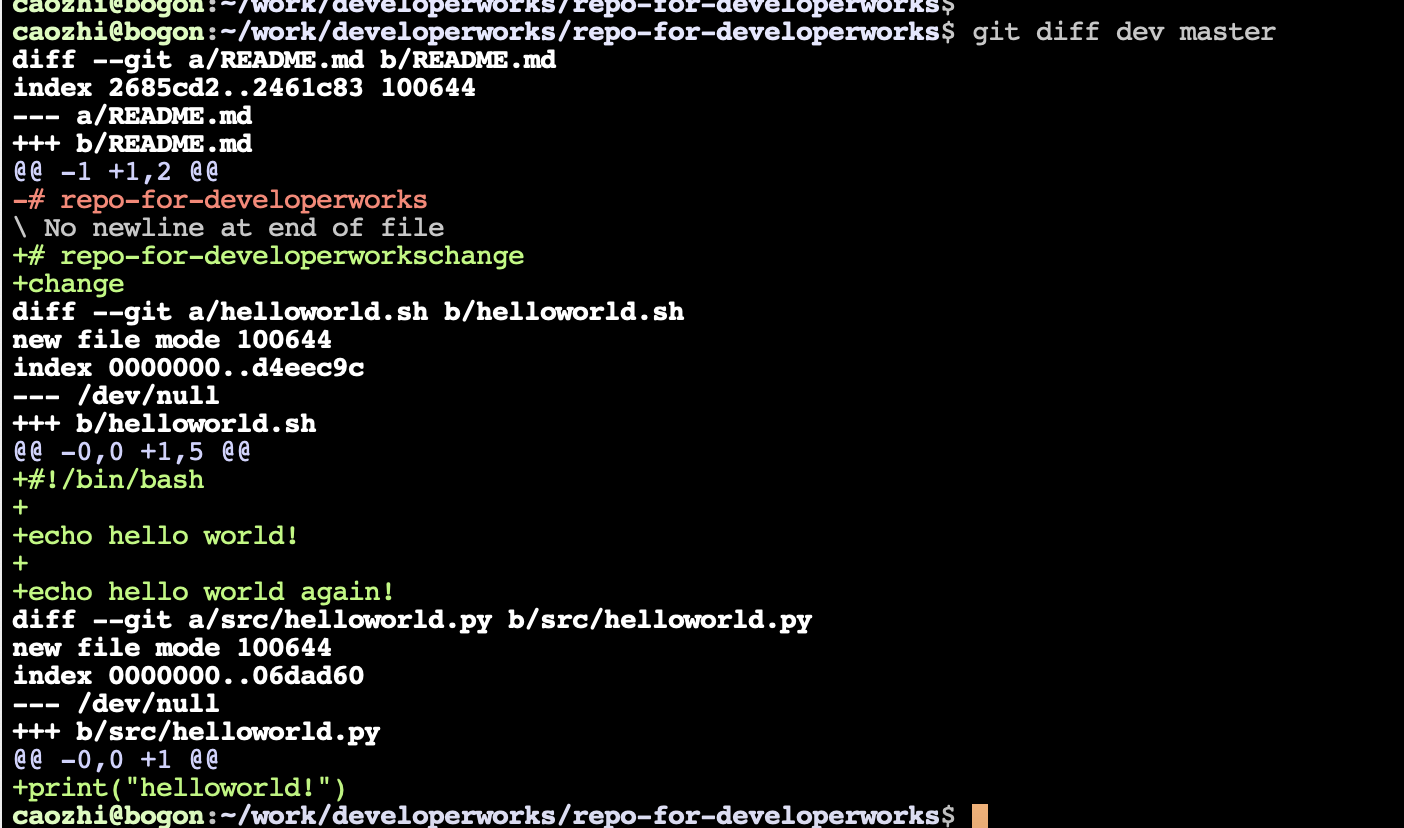 caozhi@bogon:~/work/developerworks/repo-for-developerworks$
caozhi@bogon:~/work/developerworks/repo-for-developerworks$ git diff dev master
diff --git a/README.md b/README.md
index 2685cd2..2461c83 100644
--- a/README.md
+++ b/README.md
@@ -1 +1,2 @@
-# repo-for-developerworks
\ No newline at end of file
+# repo-for-developerworkschange
+change
diff --git a/helloworld.sh b/helloworld.sh
new file mode 100644
index 0000000..d4eec9c
--- /dev/null
+++ b/helloworld.sh
@@ -0,0 +1,5 @@
+#!/bin/bash
+
+echo hello world!
+
+echo hello world again!
diff --git a/src/helloworld.py b/src/helloworld.py
new file mode 100644
index 0000000..06dad60
--- /dev/null
+++ b/src/helloworld.py
@@ -0,0 +1 @@
+print("helloworld!")
caozhi@bogon:~/work/developerworks/repo-for-developerworks$